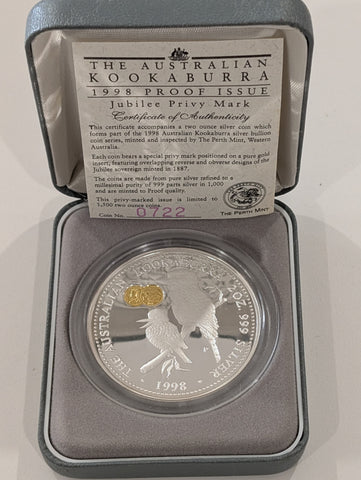 THE AUSTRALIAN
KOOKABURRA
1998 PROOF ISSUE
Jubilee Privy Mark
Certificate of Authenticity
This certificate accompanies a two ounce silver coin which
forms part of the 1998 Australian Kookaburra silver bullion
coin series, minted and inspected by The Perth Mint, Western
Australia.
Each coin bears a special privy mark positioned on a pure gold
insert, featuring overlapping reverse and obverse designs of the
Jubilee sovereign minted in 1887.
The coins are made from pure silver refined to a
millesimal purity of 999 parts silver in 1,000
and are minted to Proof quality.
This privy-marked issue is limited to
1,500 two ounce coins.
Coin No. 0722
THE PERTH MINT
THE AUSTRALIAN KOOKABURRA 2 OZ 999 SILVER
1998